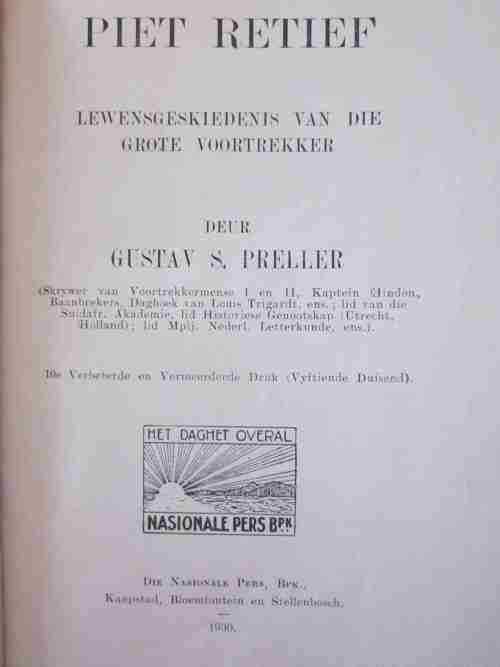 PIET RETIEF
LEWENSGESKIEDENIS VAN DIE
GROTE VOORTREKKER
DEUR
GUSTAV S. PRELLER
(Skrywer van Voortrekkermense I en II, Kaptein Hindon,
Baanbrekers, Dagboek van Louis Trigardt, ens.; lid van die
Suidafr. Akademie, lid Historiese Genootskap (Utrecht,
Holland); lid Mpij. Nederl. Letterkunde, ens.).
10e Verbeterde en Vermeerderde Druk (Vyftiende Duisend).
HET DAGHET OVERAL
NASIONALE PERS BPK
DIE NASIONALE PERS, BPK.,
Kaapstad, Bloemfontein en Stellenbosch.
1930.